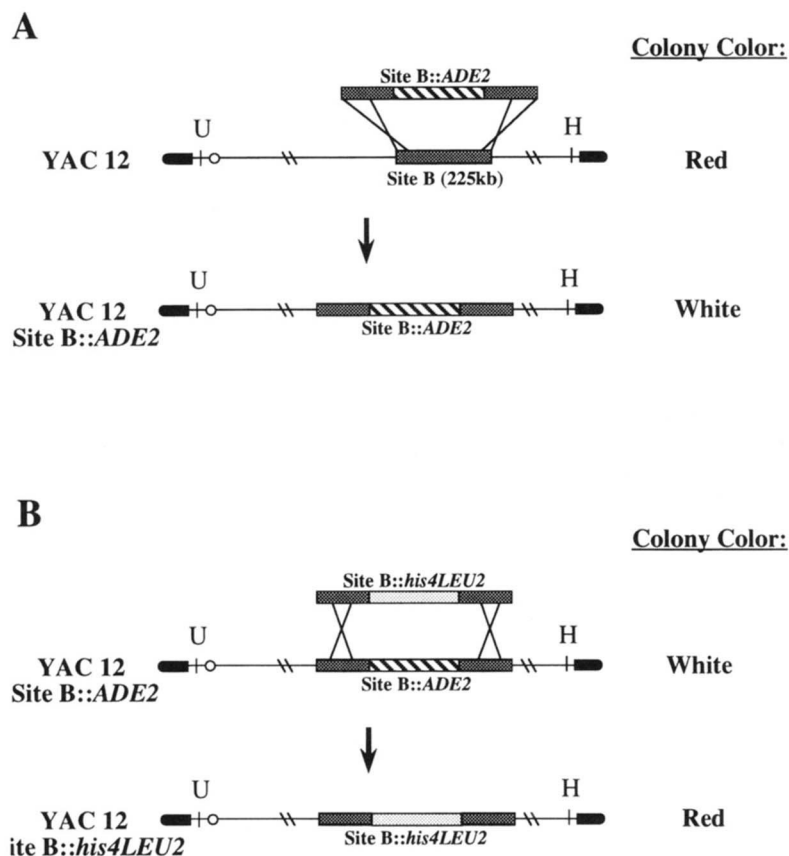 A
Colony Color:
Site B::ADE2
U
H
YAC 12
Site B (225kb)
Red
U
H
YAC 12
Site B::ADE2
Site B::ADE2
White
B
Colony Color:
Site B::his4LEU2
U
H
YAC 12
Site B::ADE2
Site B::ADE2
White
U
H
YAC 12
ite B::his4LEU2
Site B::his4LEU2
Red